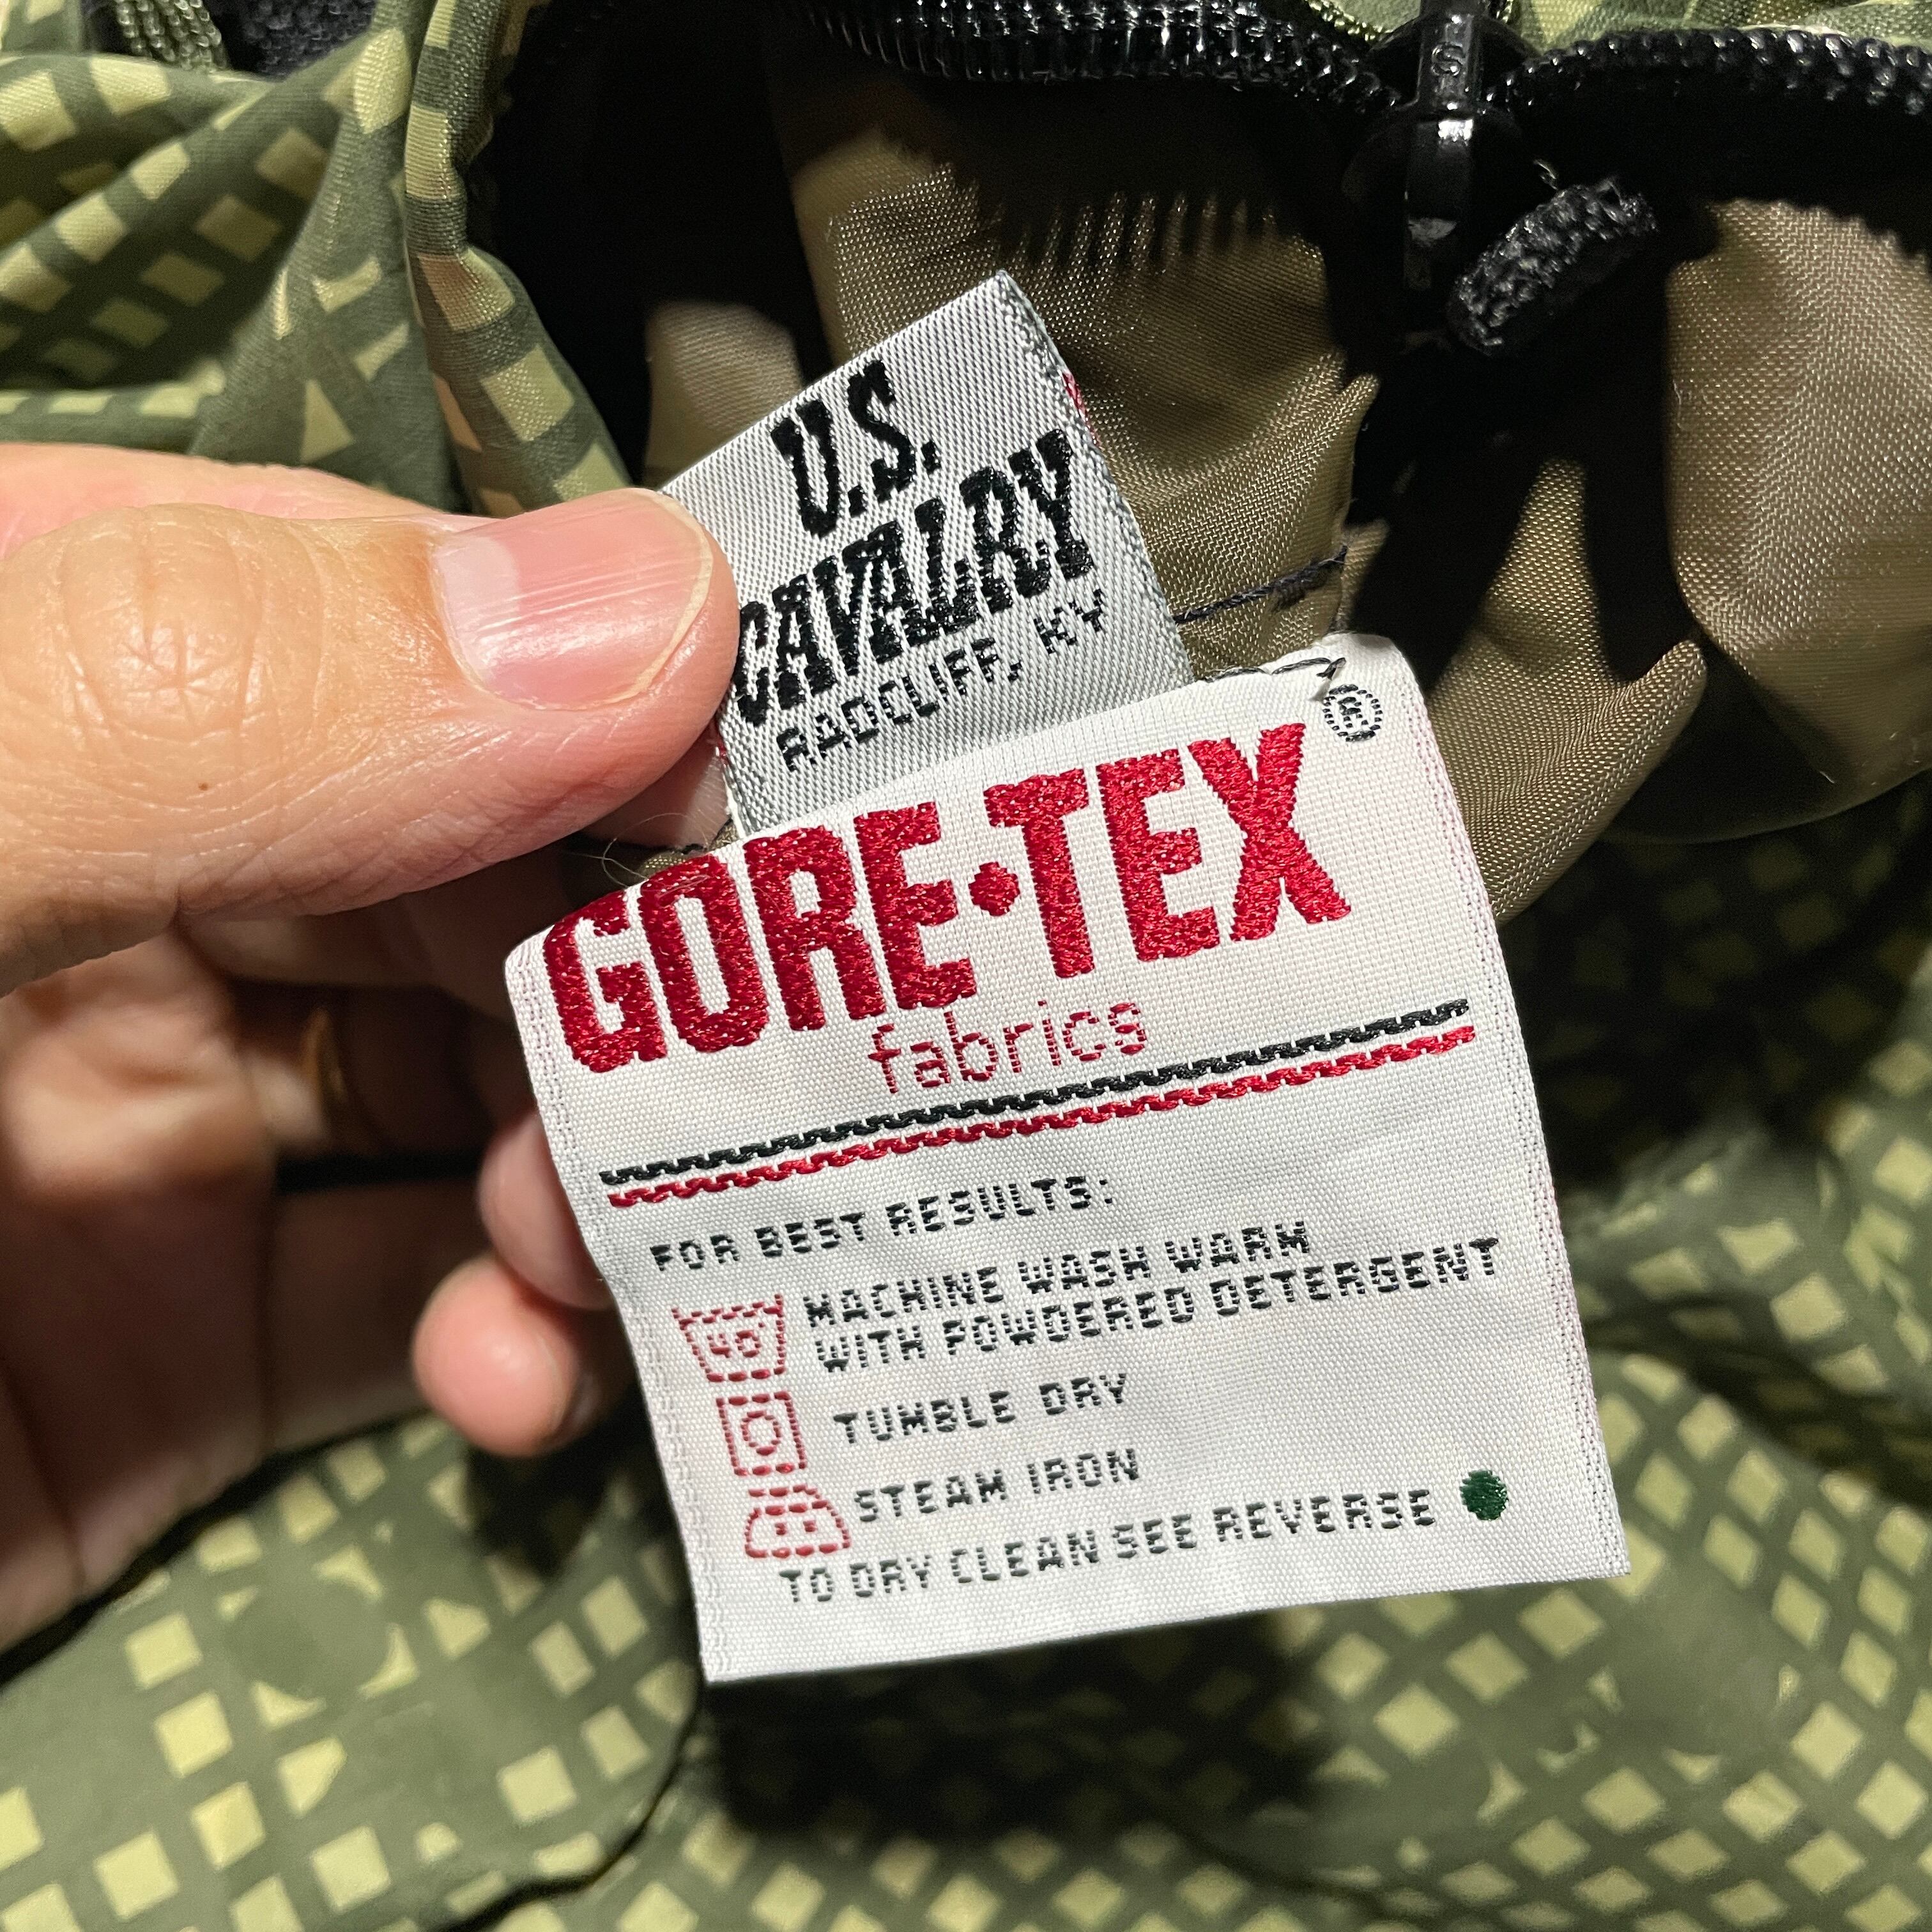 S
U.S.
CAVALRY
RADCLIFF, KY
GORE·TEX®
fabrics
FOR BEST RESULTS:
MACHINE WASH WARM
WITH POWDERED DETERGENT
40°
TUMBLE DRY
STEAM IRON
TO DRY CLEAN SEE REVERSE